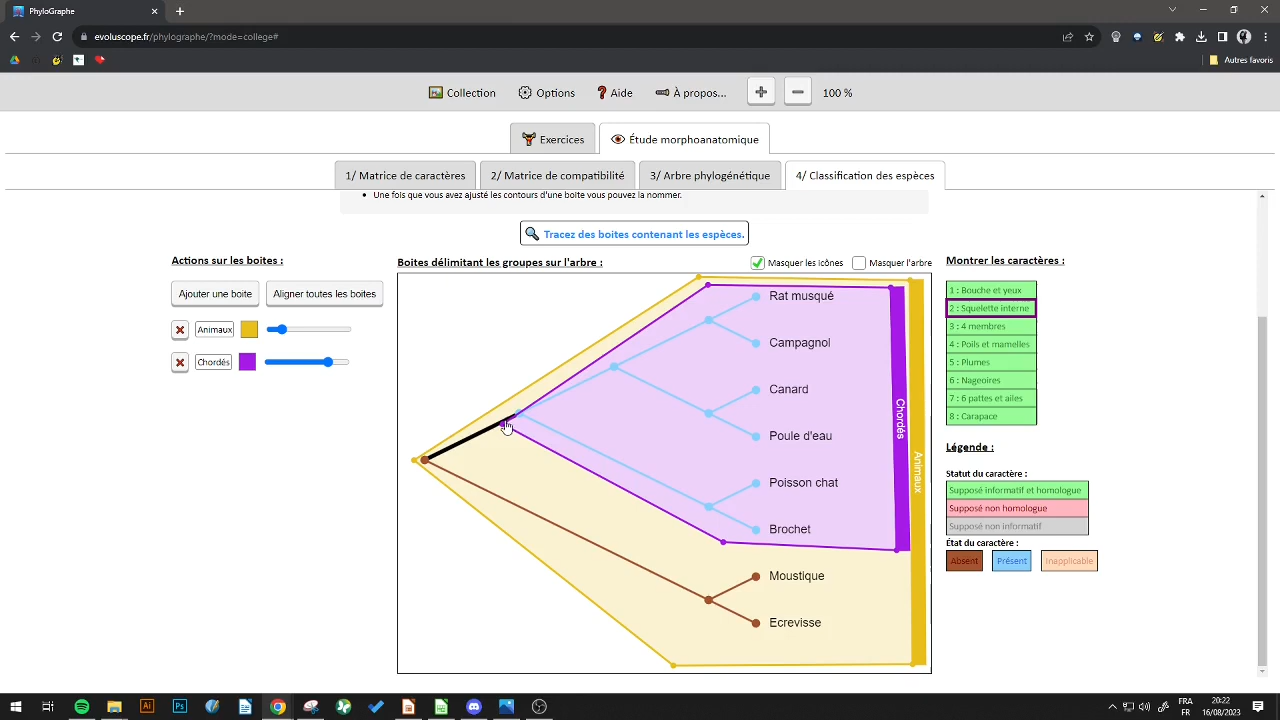 PhyloGraphe
evoluscope.fr/phylographe/?mode=college#
Autres favoris
Collection
Options
Aide
À propos...
100 %
Exercices
Étude morphoanatomique
1/ Matrice de caractères
2/ Matrice de compatibilité
3/ Arbre phylogénétique
4/ Classification des espèces
Une fois que vous avez ajusté les contours d'une boite vous pouvez la nommer.
Tracez des boites contenant les espèces.
Actions sur les boites :
Ajouter une boite
Aligner toutes les boites
Animaux
Chordés
Boites délimitant les groupes sur l'arbre :
Masquer les icônes
Masquer l'arbre
Rat musqué
Campagnol
Canard
Poule d'eau
Poisson chat
Brochet
Moustique
Ecrevisse
Chordés
Animaux
Montrer les caractères :
1 : Bouche et yeux
2 : Squelette interne
3 : 4 membres
4 : Poils et mamelles
5 : Plumes
6 : Nageoires
7 : 6 pattes et ailes
8 : Carapace
Légende :
Statut du caractère :
Supposé informatif et homologue
Supposé non homologue
Supposé non informatif
État du caractère :
Absent
Présent
Inapplicable
FRA
FR
20:22
16/08/2023